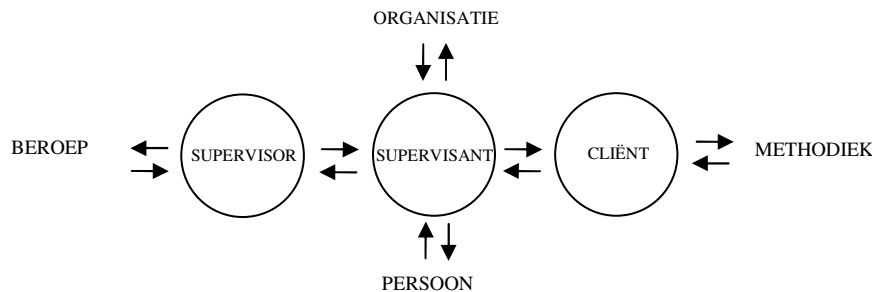 ORGANISATIE
BEROEP
SUPERVISOR
SUPERVISANT
CLIËNT
METHODIEK
PERSOON